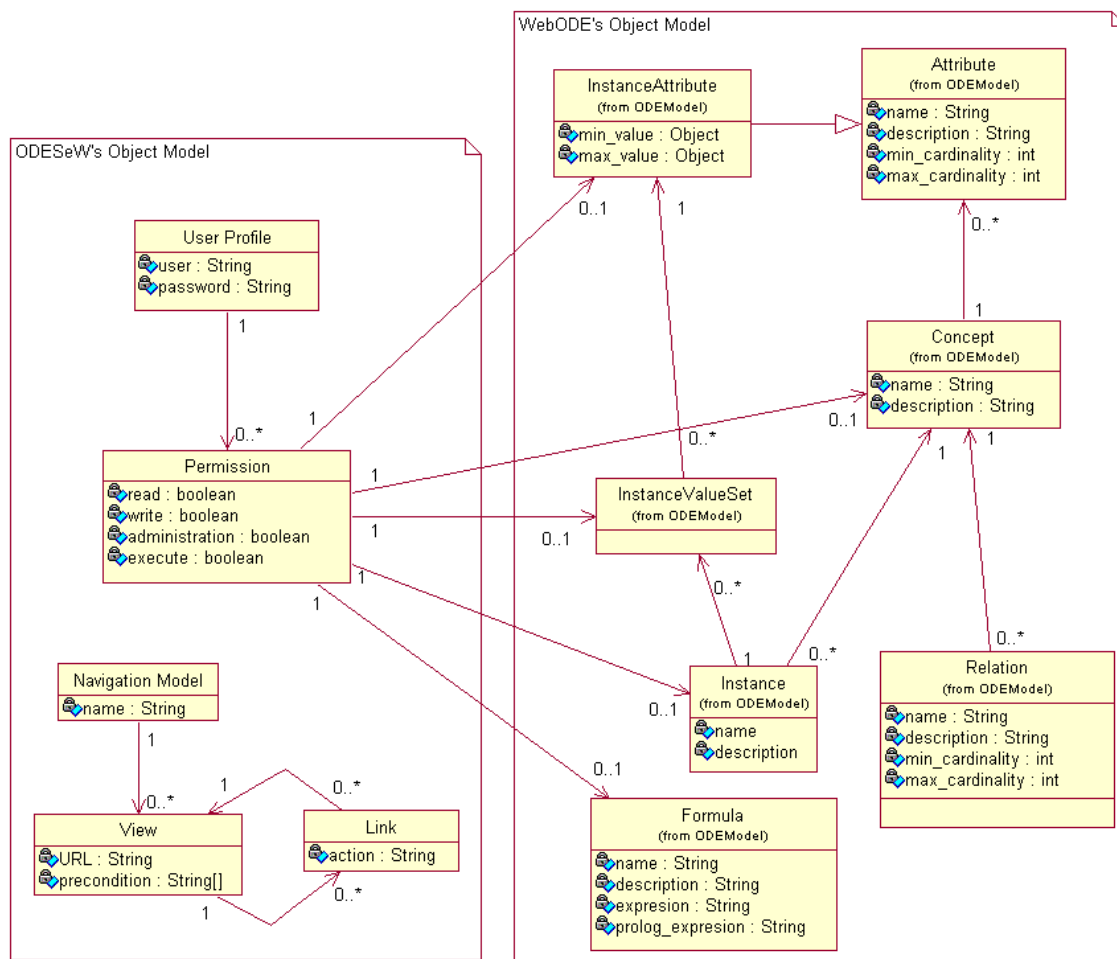 WebODE's Object Model
InstanceAttribute
(from ODEModel)
min_value : Object
max_value : Object
Attribute
(from ODEModel)
name : String
description : String
min_cardinality : int
max_cardinality : int
ODESeW's Object Model
0..1
1
0..*
User Profile
user : String
password : String
1
1
Concept
(from ODEModel)
name : String
description : String
0..*
1
0..1
0..*
1
1
Permission
read : boolean
write : boolean
administration : boolean
execute : boolean
1
1
0..1
InstanceValueSet
(from ODEModel)
1
1
0..*
1
0..*
0..*
Instance
(from ODEModel)
name
description
0..1
Relation
(from ODEModel)
name : String
description : String
min_cardinality : int
max_cardinality : int
Navigation Model
name : String
1
0..*
1
0..*
0..1
View
URL : String
precondition : String[]
Link
action : String
1
0..*
Formula
(from ODEModel)
name : String
description : String
expresion : String
prolog_expresion : String